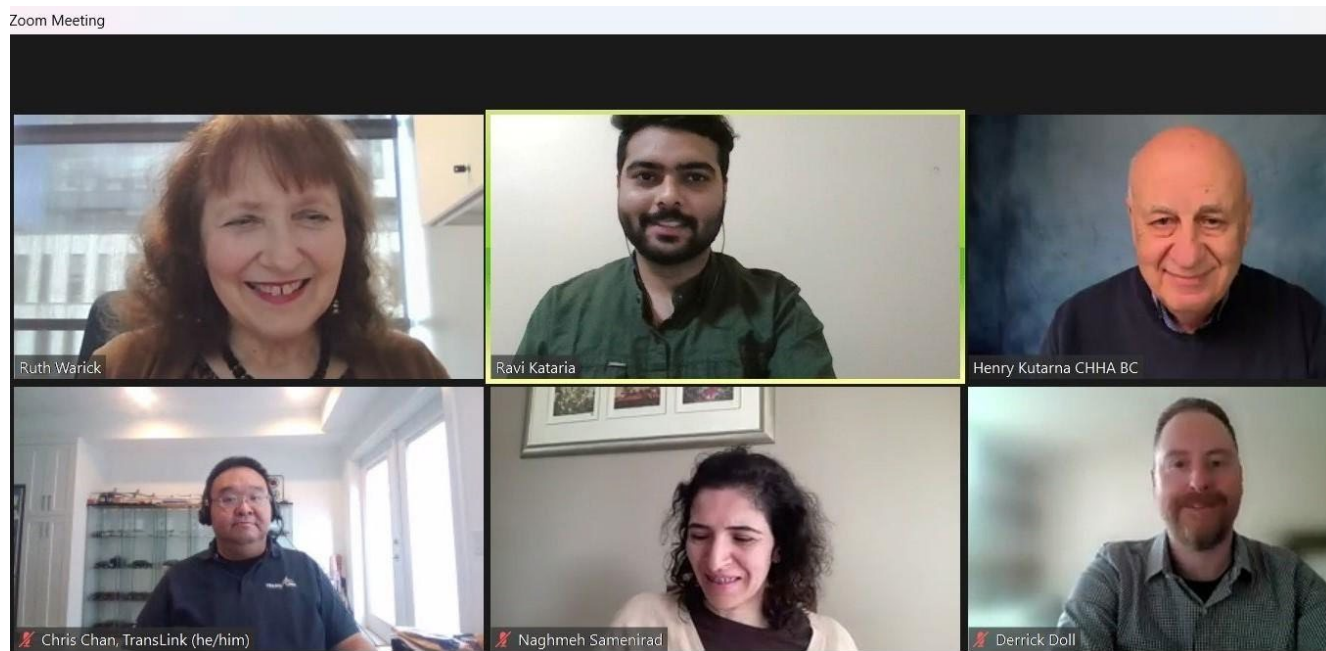 Zoom Meeting
Ruth Warick
Ravi Kataria
Henry Kutarna CHHA BC
Chris Chan, TransLink (he/him)
Naghmeh Samenirad
Derrick Doll